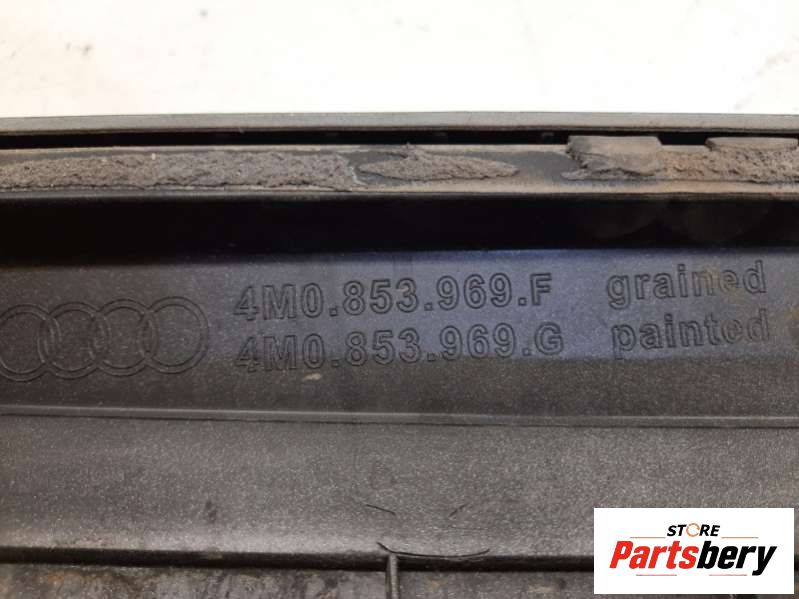 4M0.853.969.F grained
4M0.853.969.G painted
STORE
Partsbery